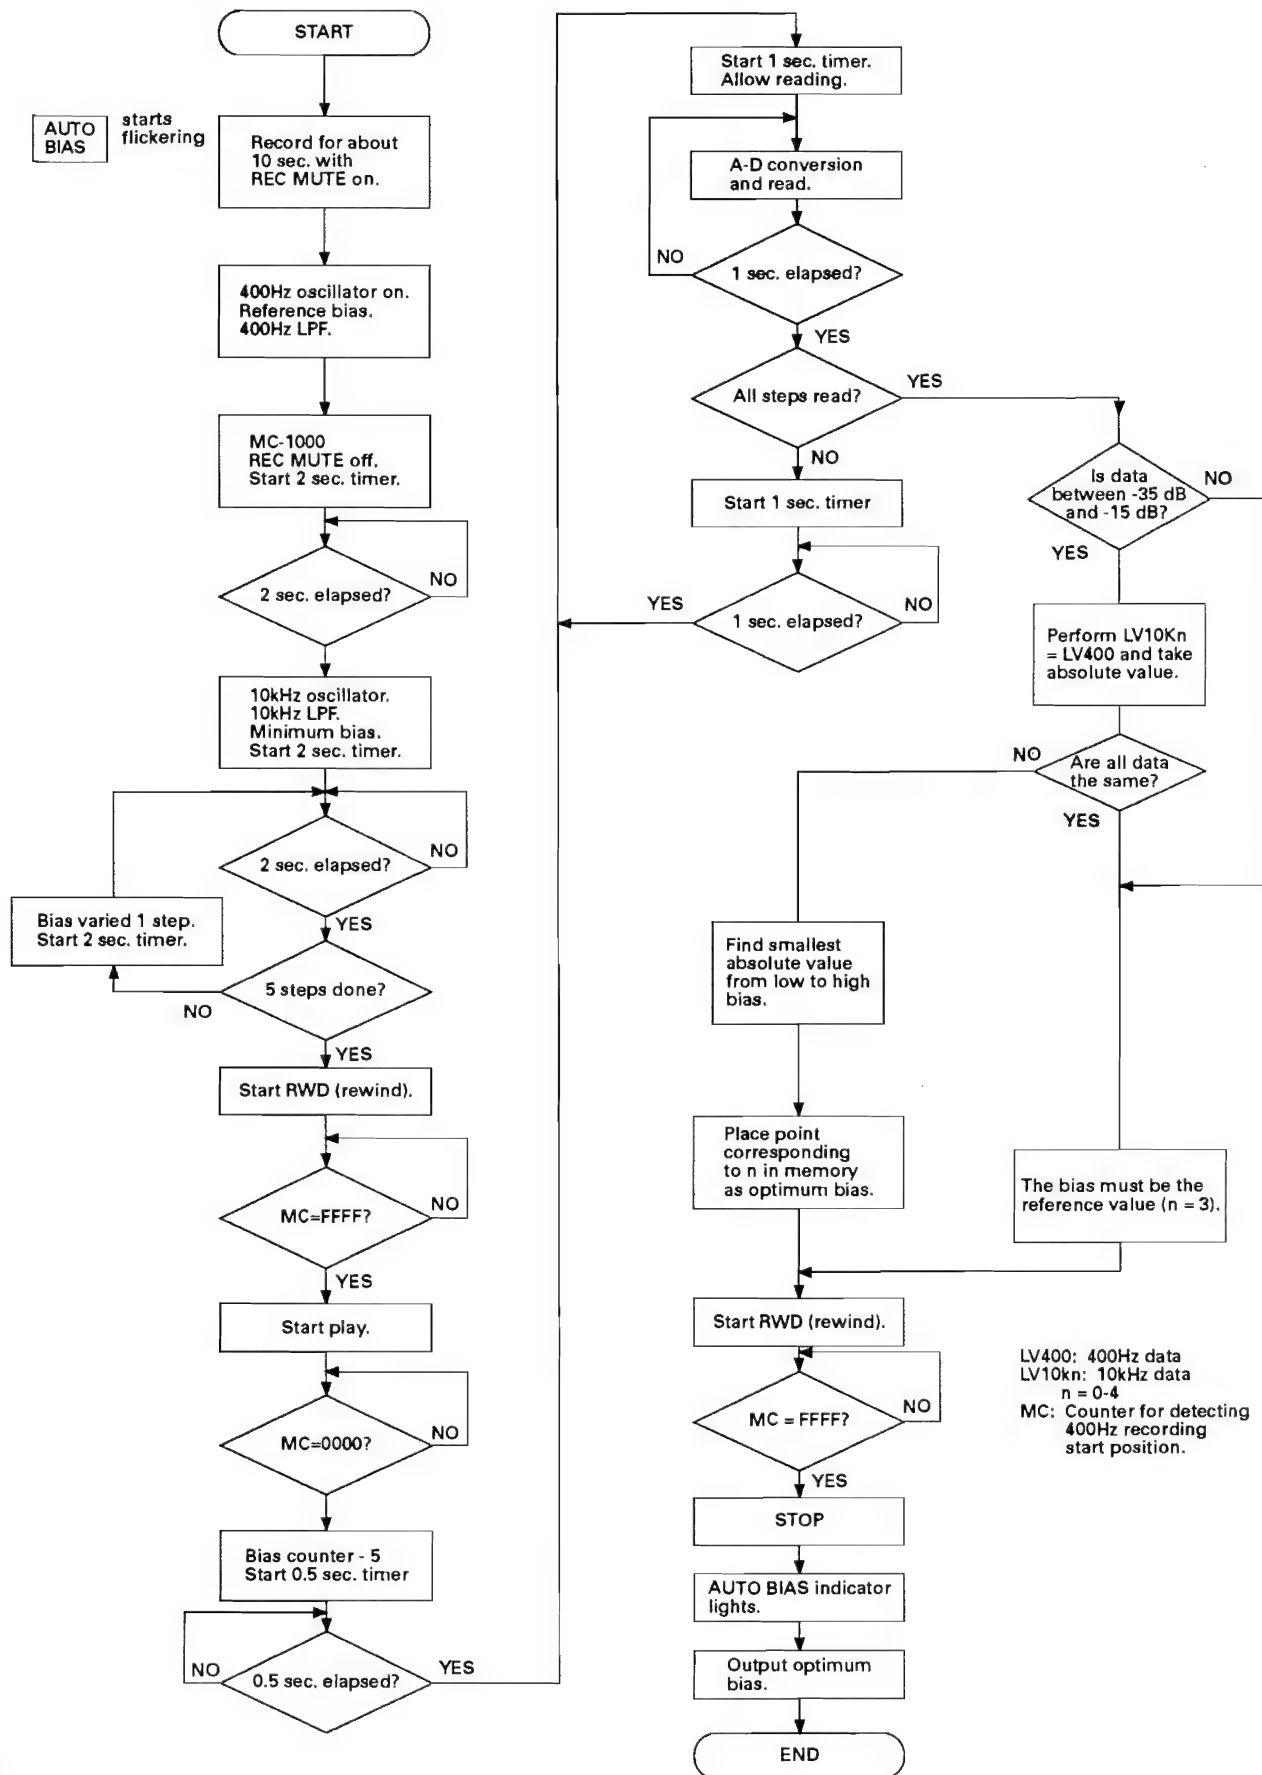 START
AUTO
BIAS
starts
flickering
Record for about
10 sec. with
REC MUTE on.
400Hz oscillator on.
Reference bias.
400Hz LPF.
MC-1000
REC MUTE off.
Start 2 sec. timer.
2 sec. elapsed?
NO
10kHz oscillator.
10kHz LPF.
Minimum bias.
Start 2 sec. timer.
2 sec. elapsed?
NO
YES
Bias varied 1 step.
Start 2 sec. timer.
5 steps done?
NO
YES
Start RWD (rewind).
MC=FFFF?
NO
YES
Start play.
MC=0000?
NO
Bias counter - 5
Start 0.5 sec. timer
0.5 sec. elapsed?
NO
YES
Start 1 sec. timer.
Allow reading.
A-D conversion
and read.
1 sec. elapsed?
NO
YES
All steps read?
YES
NO
Start 1 sec. timer
1 sec. elapsed?
YES
NO
Is data
between -35 dB
and -15 dB?
NO
YES
Perform LV10Kn
= LV400 and take
absolute value.
Are all data
the same?
NO
YES
Find smallest
absolute value
from low to high
bias.
Place point
corresponding
to n in memory
as optimum bias.
The bias must be the
reference value (n = 3).
Start RWD (rewind).
MC = FFFF?
NO
YES
STOP
AUTO BIAS indicator
lights.
Output optimum
bias.
END
LV400: 400Hz data
LV10kn: 10kHz data
n = 0-4
MC: Counter for detecting
400Hz recording
start position.